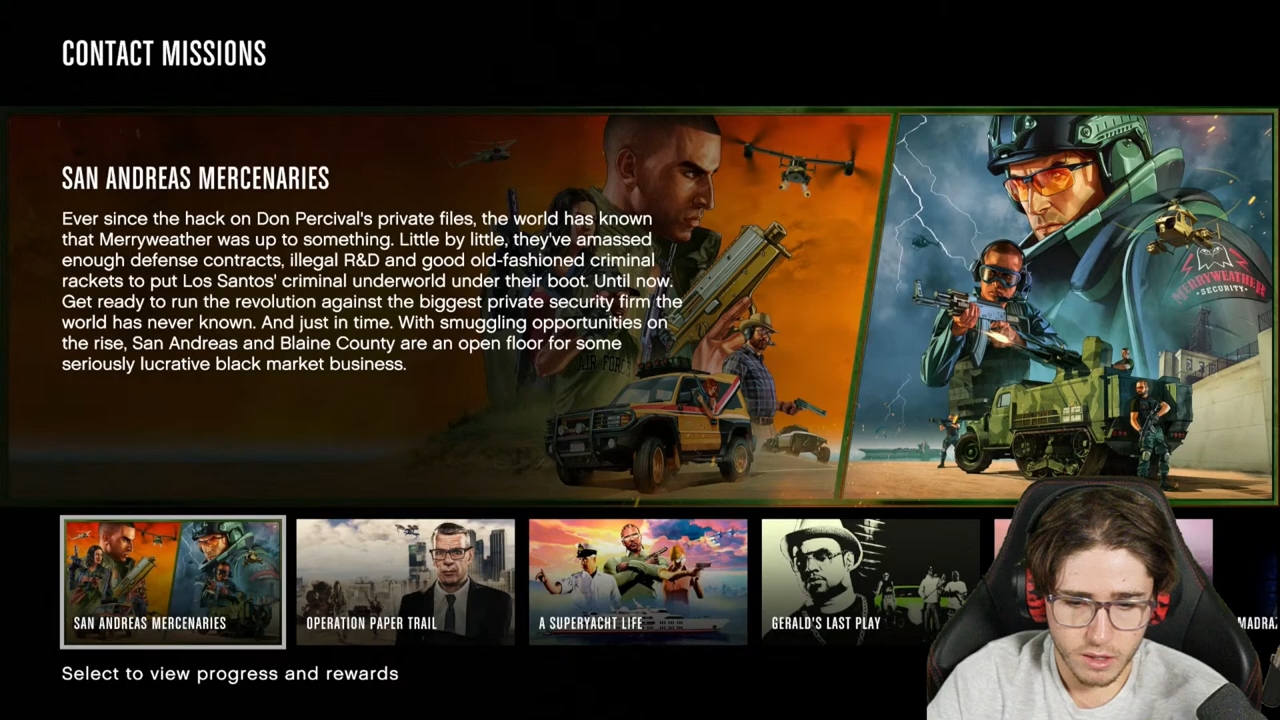 CONTACT MISSIONS
SAN ANDREAS MERCENARIES
Ever since the hack on Don Percival's private files, the world has known
that Merryweather was up to something. Little by little, they've amassed
enough defense contracts, illegal R&D and good old-fashioned criminal
rackets to put Los Santos' criminal underworld under their boot. Until now.
Get ready to run the revolution against the biggest private security firm the
world has never known. And just in time. With smuggling opportunities on
the rise, San Andreas and Blaine County are an open floor for some
seriously lucrative black market business.
AIR FORCE
MERRYWEATHER
- SECURITY -
SAN ANDREAS MERCENARIES
OPERATION PAPER TRAIL
A SUPERYACHT LIFE
GERALD'S LAST PLAY
Select to view progress and rewards